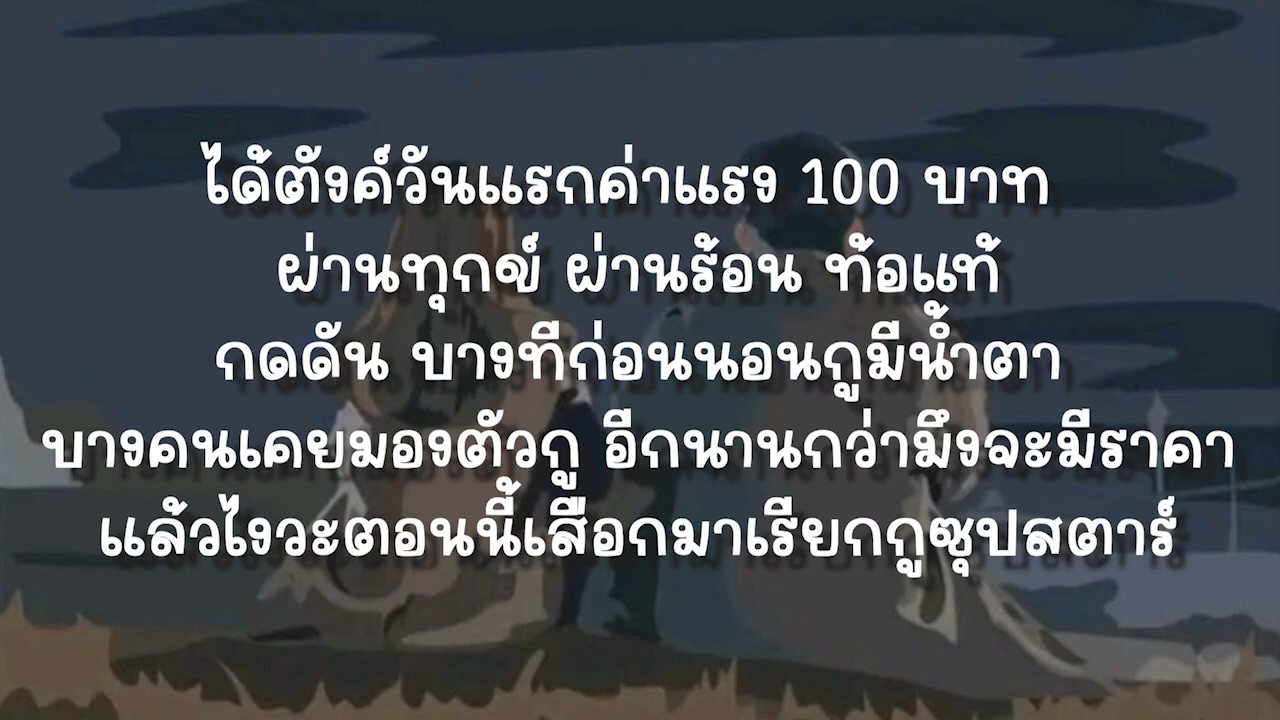 ได้ตังค์วันแรกค่าแรง 100 บาท
ผ่านทุกข์ ผ่านร้อน ท้อแท้
กดดัน บางทีก่อนนอนกูมีน้ำตา
บางคนเคยมองตัวกู อีกนานกว่ามึงจะมีราคา
แล้วไงวะตอนนี้เสือกมาเรียกกูซุปสตาร์